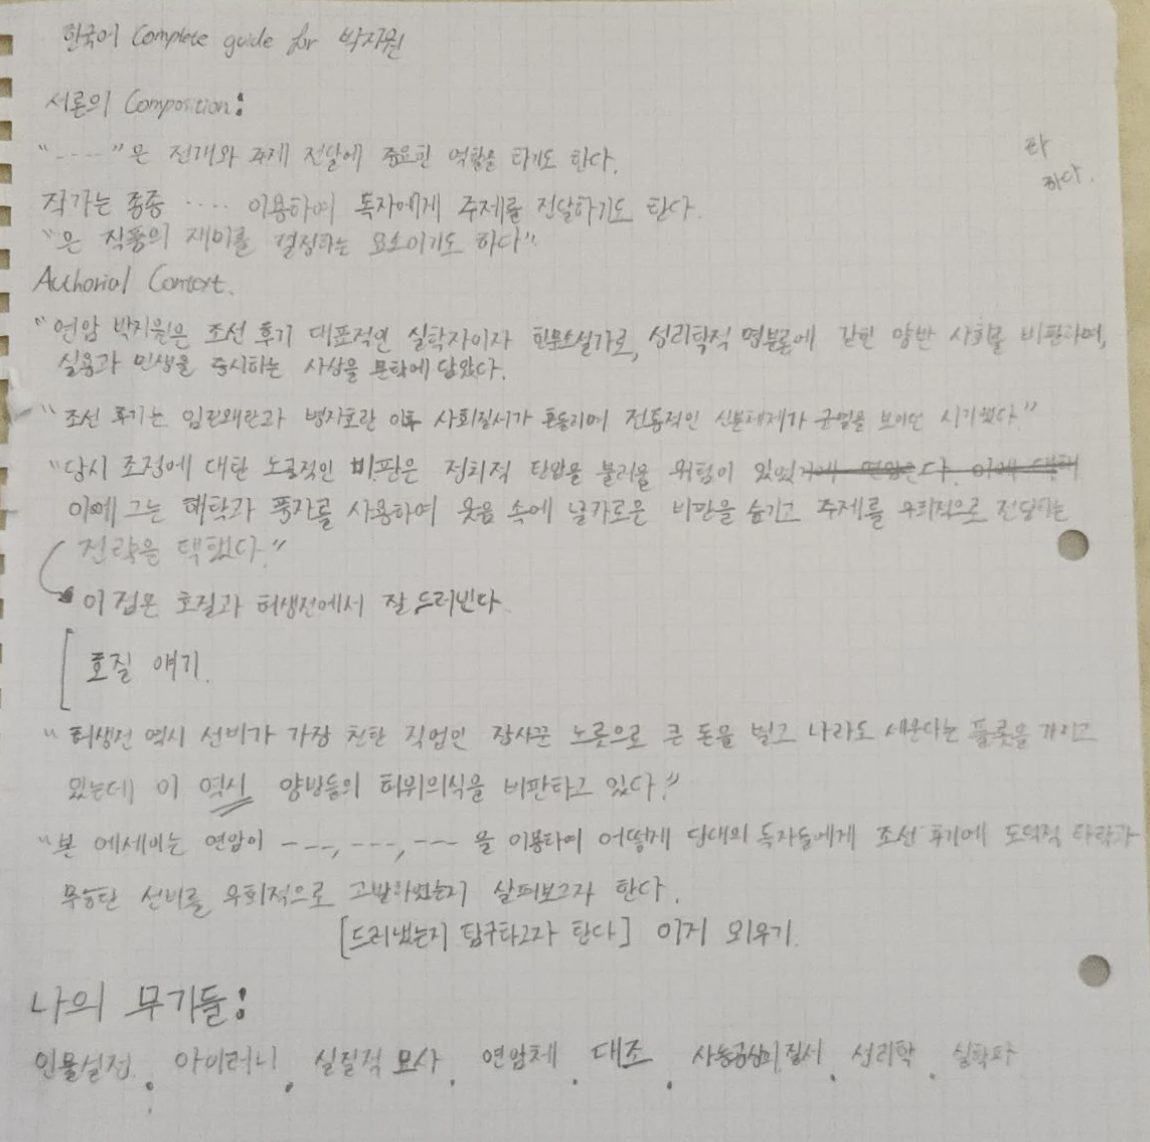 한국어 Complete guide for 박지원
서론의 Composition:
"----"은 전개와 주제 전달에 중요한 역할을 하기도 한다.
하
하다.
작가는 종종 .... 이용하여 독자에게 주제를 전달하기도 한다.
"은 작품의 재미를 결정하는 요소이기도 하다"
Authorial Context.
"연암 박지원은 조선 후기 대표적인 실학자이자 한문소설가로, 성리학적 명분론에 갇힌 양반 사회를 비판하며,
실용과 민생을 중시하는 사상을 문학에 담았다.
"조선 후기는 임진왜란과 병자호란 이후 사회질서가 흔들리며 전통적인 신분체제가 균열을 보이던 시기였다"
"당시 조정에 대한 노골적인 비판은 정치적 탄압을 불러올 위험이 있었다.
이에 그는 해학과 풍자를 사용하여 웃음 속에 날카로운 비판을 숨기고 주제를 우회적으로 전달하는
전략을 택했다."
이 점은 호질과 허생전에서 잘 드러난다
호질 얘기.
"허생전 역시 선비가 가장 천한 직업인 장사꾼 노릇으로 큰 돈을 벌고 나라도 세운다는 플롯을 가지고
있는데 이 역시 양반들의 허위의식을 비판하고 있다."
"본 에세이는 연암이 ---, ---, --- 을 이용하여 어떻게 당대의 독자들에게 조선 후기에 도덕적 타락과
무능한 선비를 우회적으로 고발하였는지 살펴보고자 한다.
[드러냈는지 탐구하고자 한다] 이거 외우기.
나의 무기들:
인물설정. 아이러니. 실질적 묘사. 연암체. 대조. 사농공상의 질서. 성리학. 실학파